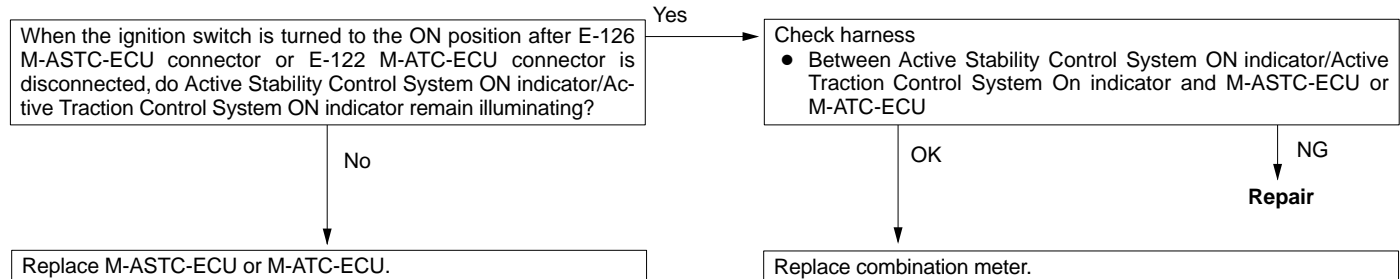 When the ignition switch is turned to the ON position after E-126
M-ASTC-ECU connector or E-122 M-ATC-ECU connector is
disconnected, do Active Stability Control System ON indicator/Ac-
tive Traction Control System ON indicator remain illuminating?
Yes
Check harness
● Between Active Stability Control System ON indicator/Active
Traction Control System On indicator and M-ASTC-ECU or
M-ATC-ECU
No
OK
NG
Repair
Replace M-ASTC-ECU or M-ATC-ECU.
Replace combination meter.